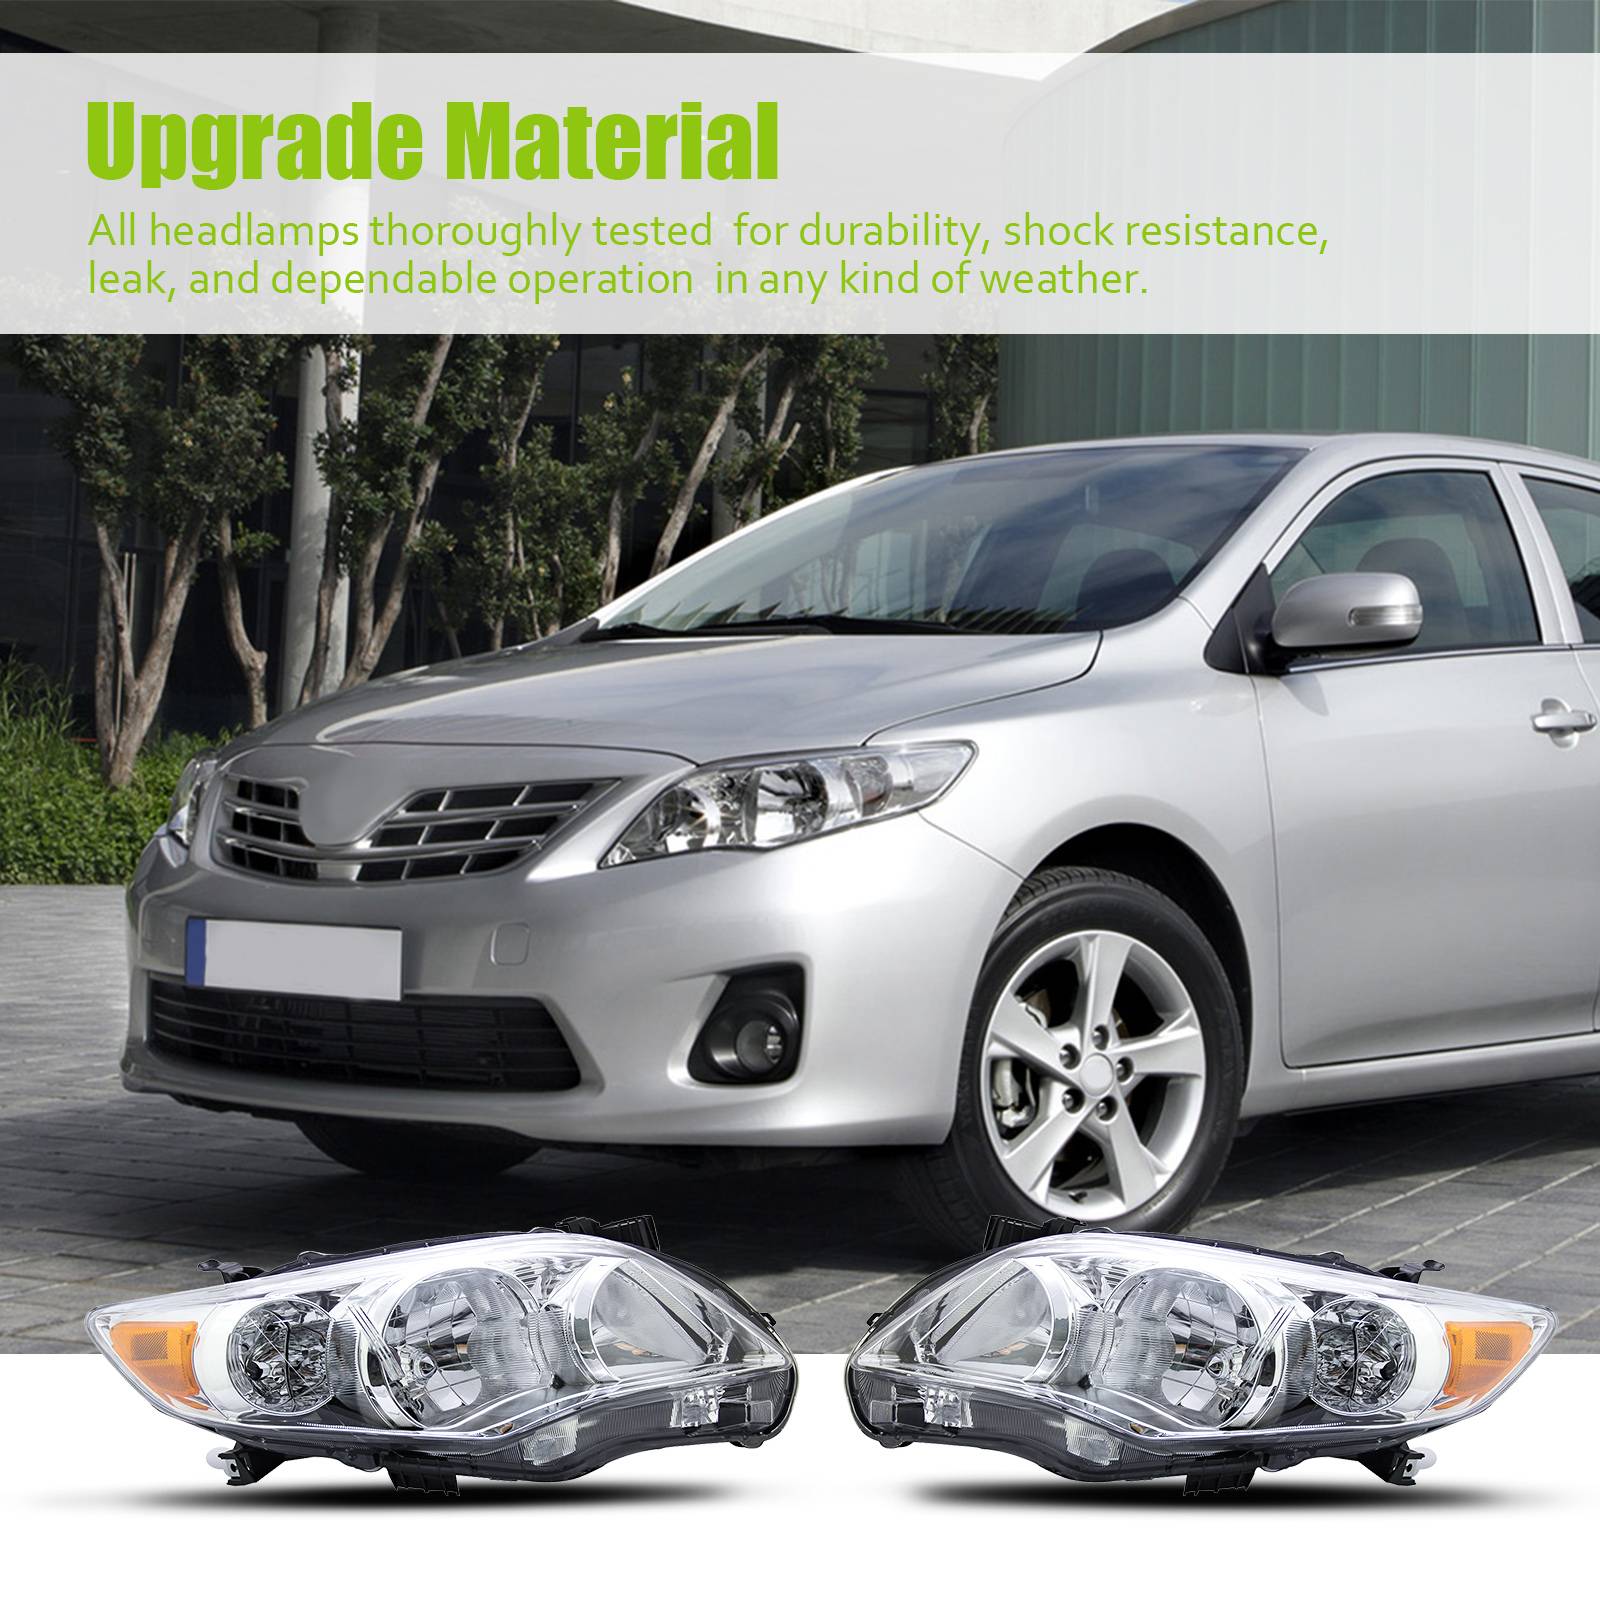 Upgrade Material
All headlamps thoroughly tested for durability, shock resistance,
leak, and dependable operation in any kind of weather.